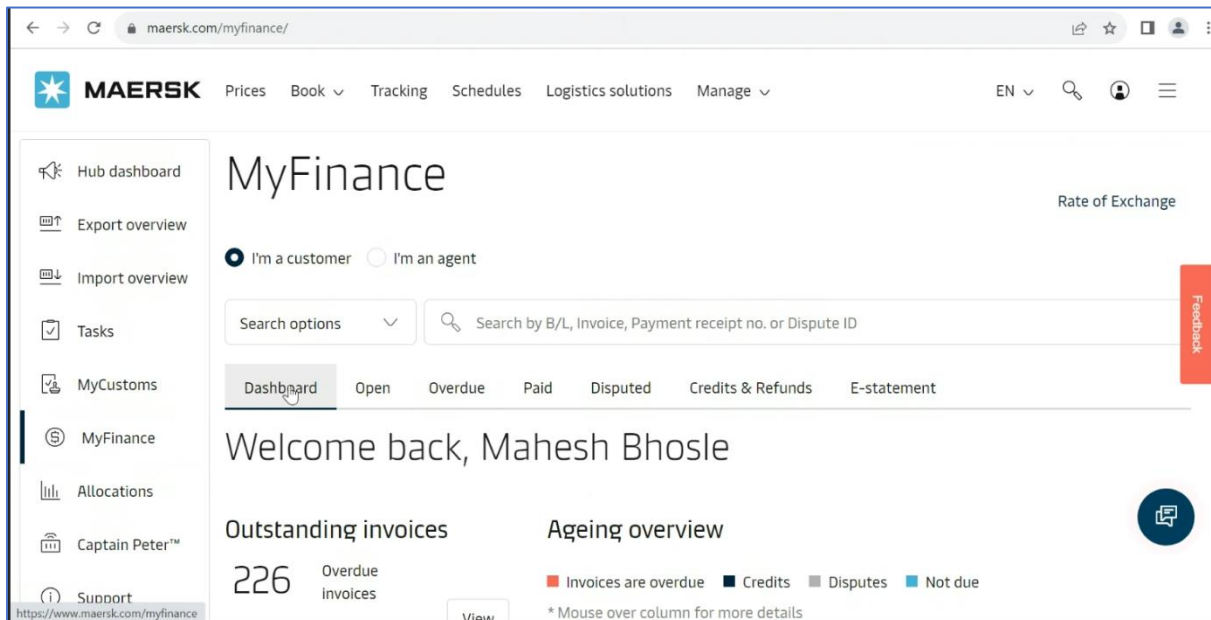 maersk.com/myfinance/
MAERSK
Prices Book Tracking Schedules Logistics solutions Manage EN
Hub dashboard
Export overview
Import overview
Tasks
MyCustoms
MyFinance
Allocations
Captain Peter™
Support
https://www.maersk.com/myfinance
MyFinance
Rate of Exchange
I'm a customer I'm an agent
Search options Search by B/L, Invoice, Payment receipt no. or Dispute ID
Feedback
Dashboard Open Overdue Paid Disputed Credits & Refunds E-statement
Welcome back, Mahesh Bhosle
Outstanding invoices
226 Overdue
invoices
View
Ageing overview
Invoices are overdue Credits Disputes Not due
* Mouse over column for more details